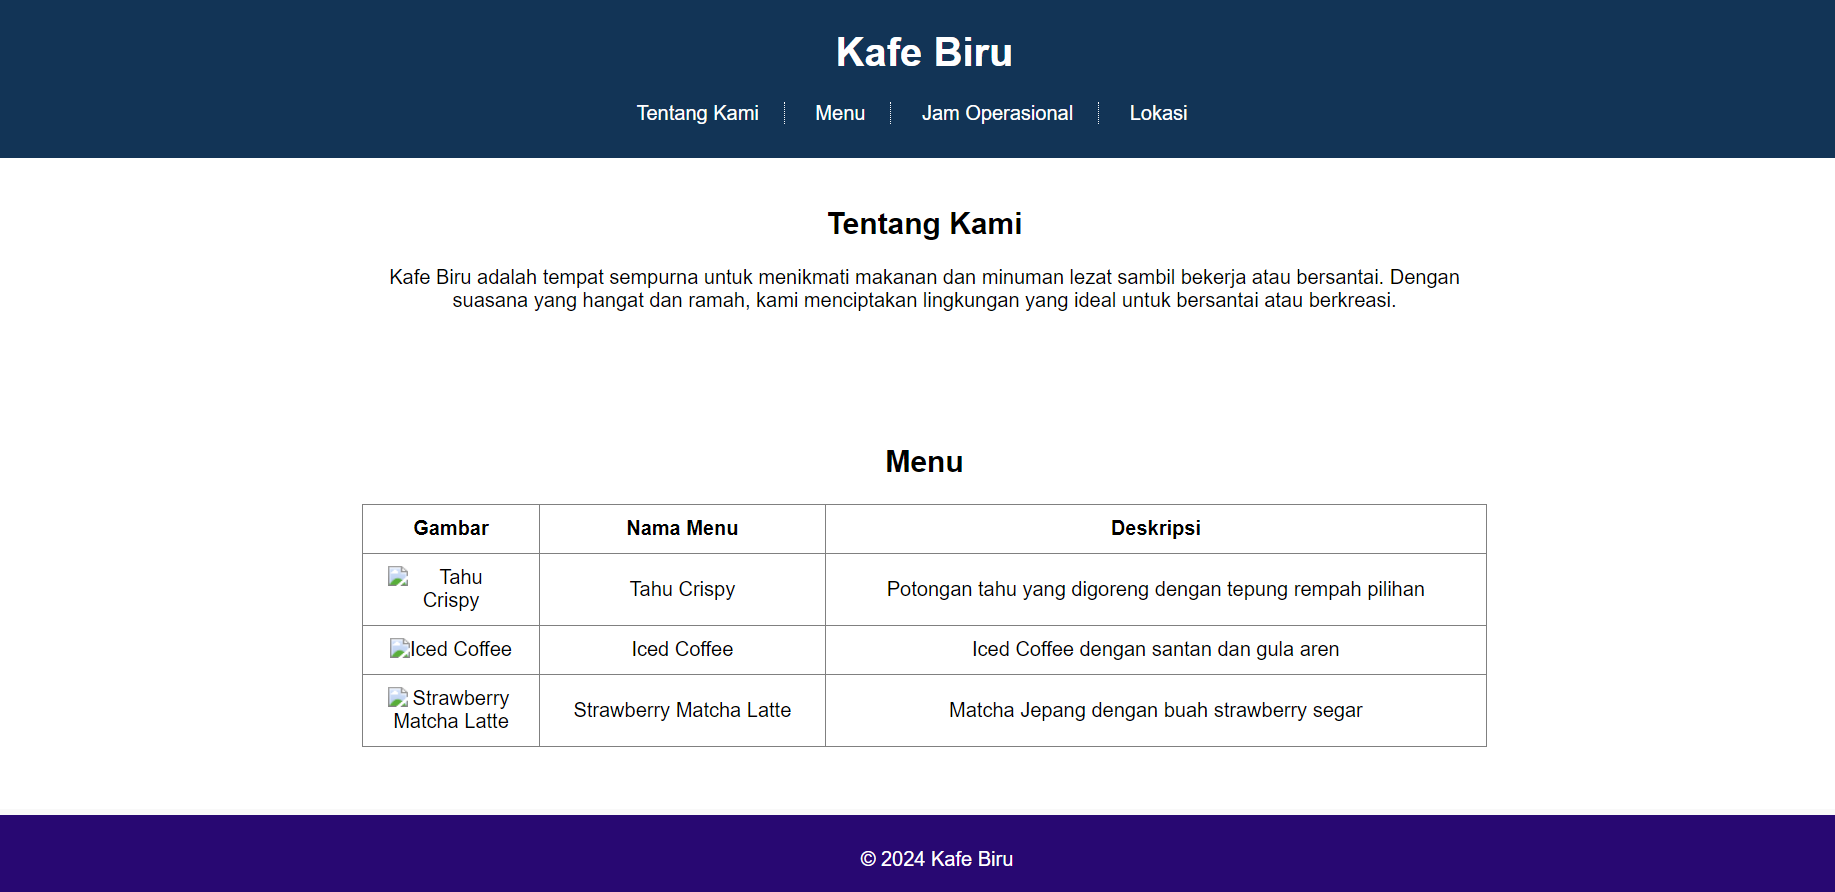 Kafe Biru
Tentang Kami
Menu
Jam Operasional
Lokasi
Tentang Kami
Kafe Biru adalah tempat sempurna untuk menikmati makanan dan minuman lezat sambil bekerja atau bersantai. Dengan
suasana yang hangat dan ramah, kami menciptakan lingkungan yang ideal untuk bersantai atau berkreasi.
Menu
Gambar Nama Menu Deskripsi
Tahu
Crispy
Tahu Crispy
Potongan tahu yang digoreng dengan tepung rempah pilihan
Iced Coffee
Iced Coffee
Iced Coffee dengan santan dan gula aren
Strawberry
Matcha Latte
Strawberry Matcha Latte
Matcha Jepang dengan buah strawberry segar
© 2024 Kafe Biru